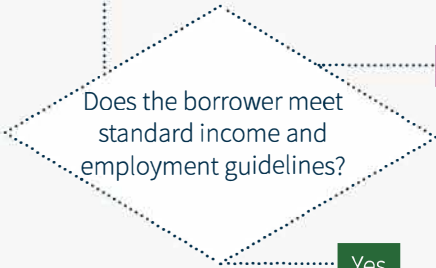 Does the borrower meet
standard income and
employment guidelines?
Yes